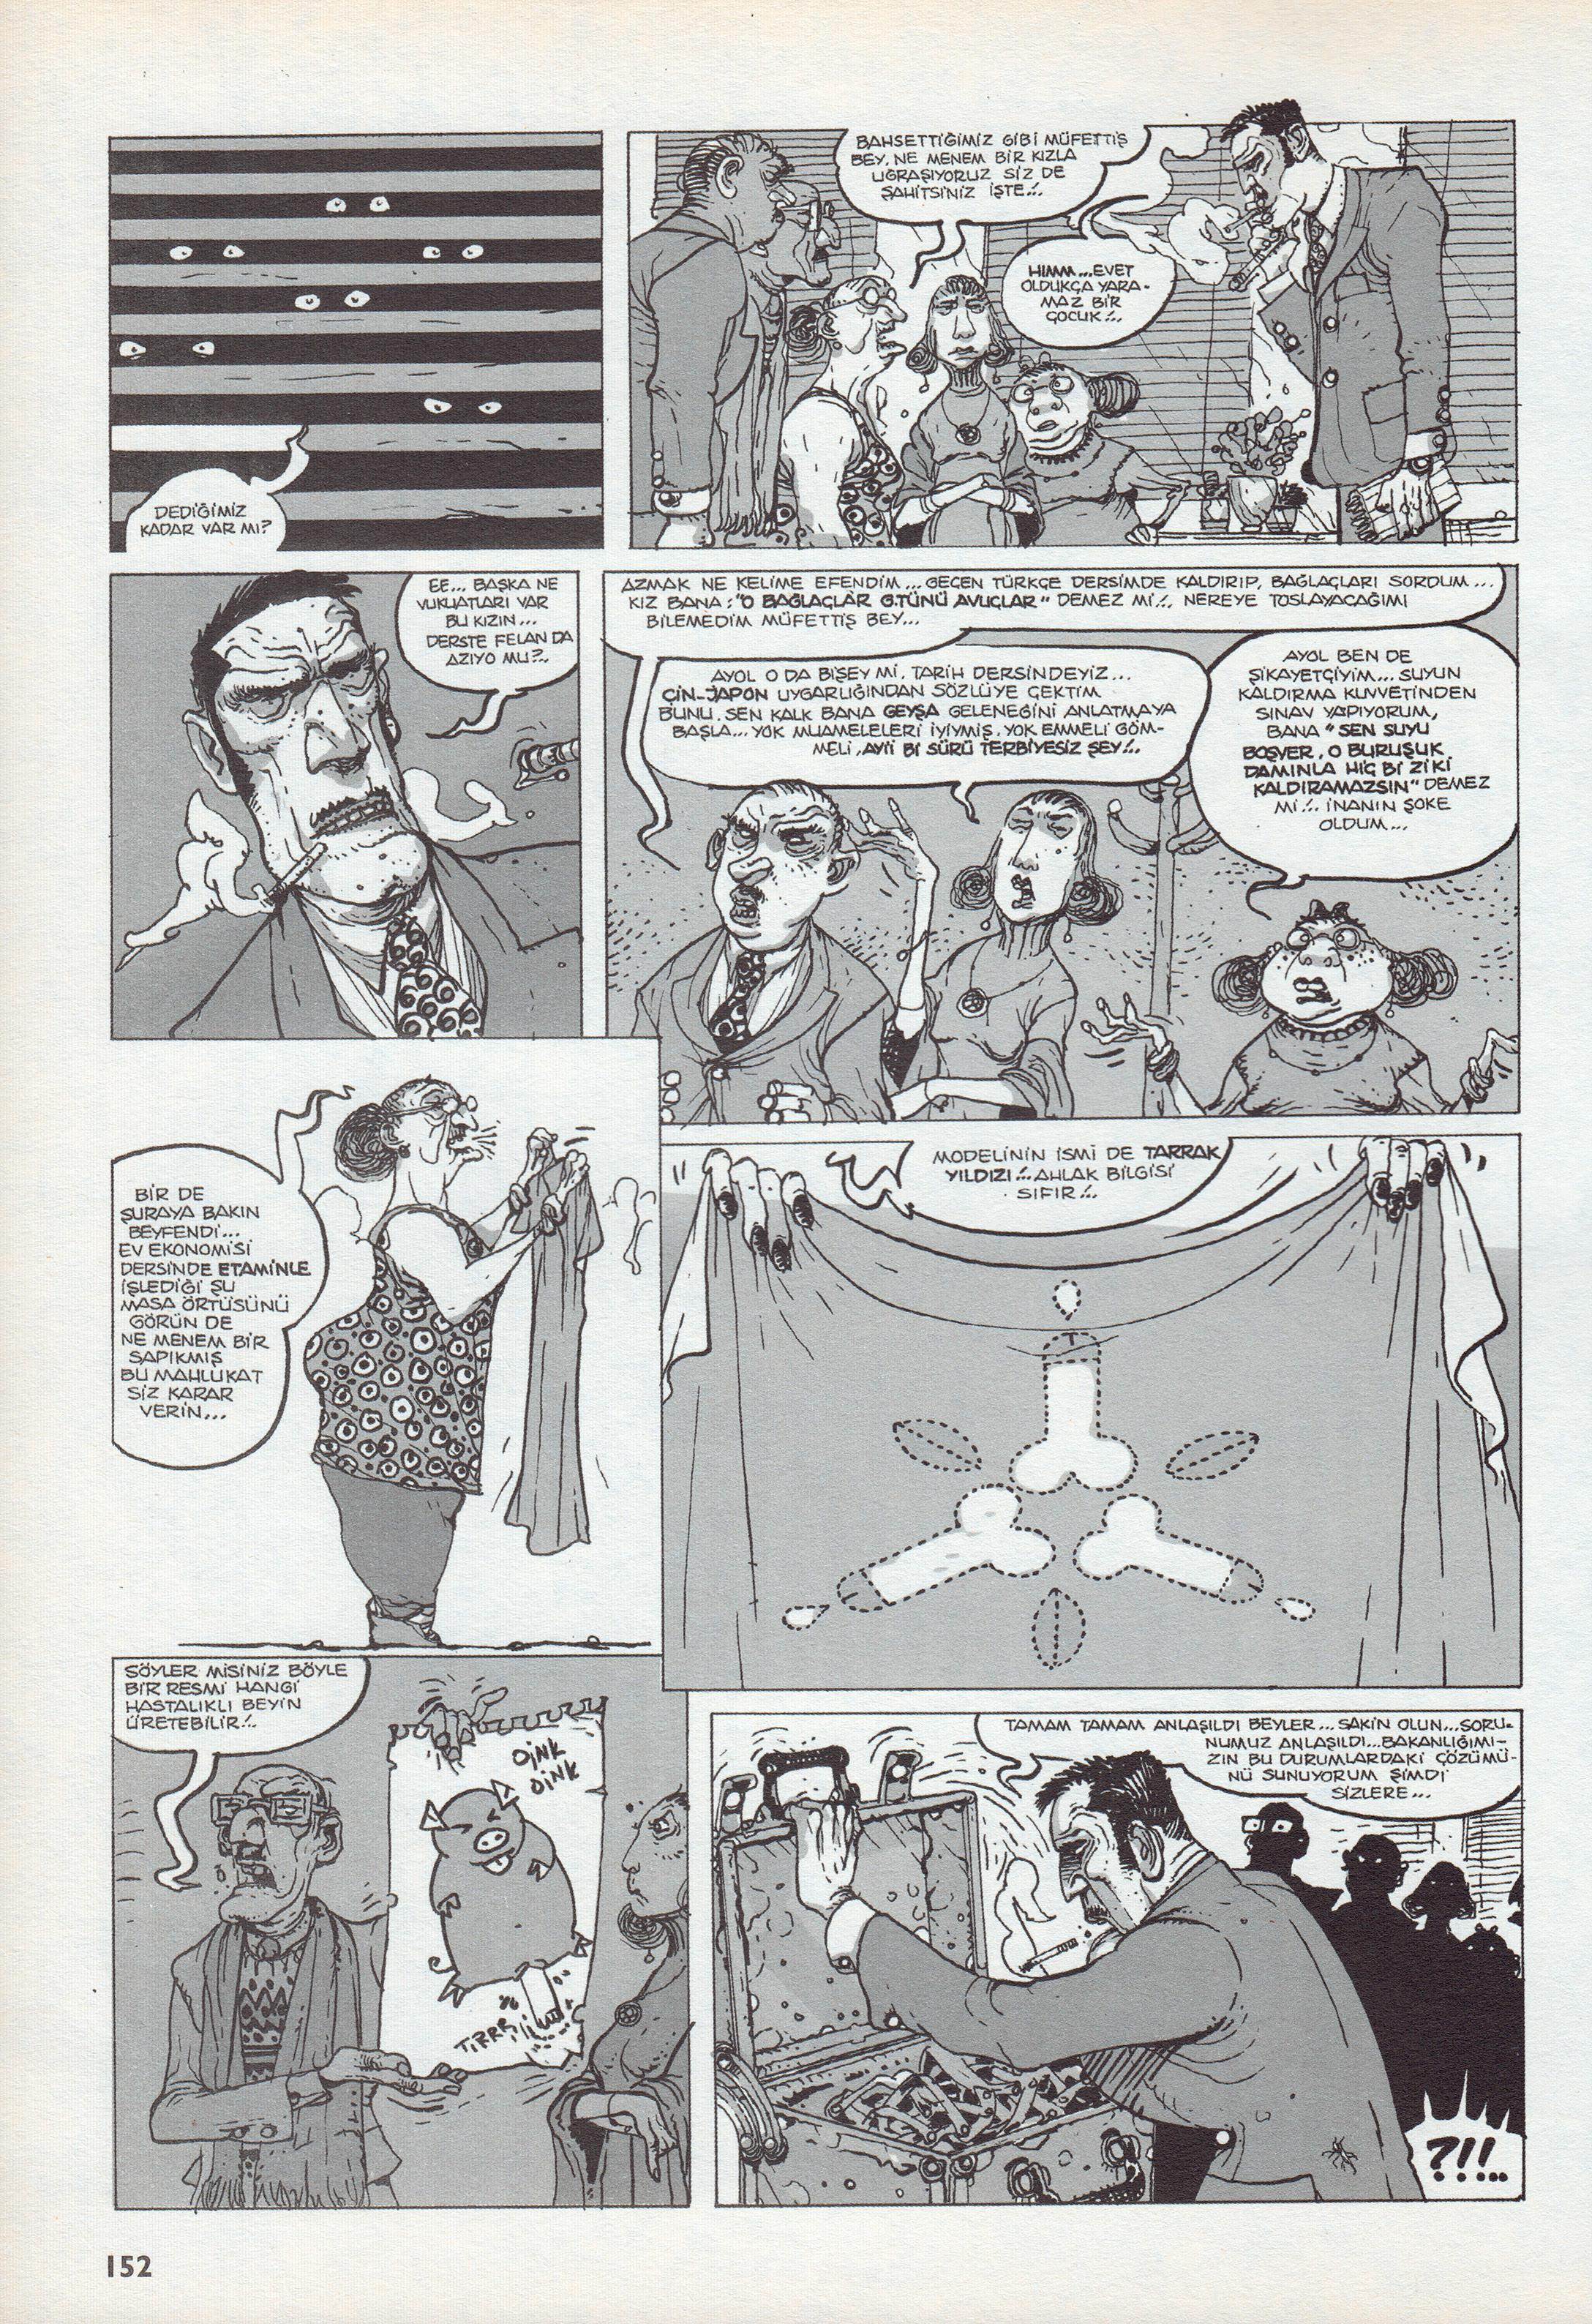 DEDİĞİMİZ
KADAR VAR MI?
BAHSETTİĞİMİZ GİBİ MÜFETTİŞ
BEY, NE MENEM BİR KIZLA
UĞRAŞIYORUZ SİZ DE
ŞAHİTSİNİZ İŞTE!..
HIMM...EVET
OLDUKÇA YARA-
MAZ BİR
ÇOCUK!..
EE... BAŞKA NE
VUKUATLARI VAR
BU KIZIN...
DERSTE FELAN DA
AZIYO MU?..
AZMAK NE KELİME EFENDİM... GEÇEN TÜRKÇE DERSİMDE KALDIRIP, BAĞLAÇLARI SORDUM...
KIZ BANA: "O BAĞLAÇLAR G.TÜNÜ AVUÇLAR" DEMEZ Mİ!.. NEREYE TOSLAYACAĞIMI
BİLEMEDİM MÜFETTİŞ BEY...
AYOL O DA BİŞEY Mİ. TARİH DERSİNDEYİZ...
ÇİN-JAPON UYGARLIĞINDAN SÖZLÜYE ÇEKTİM
BUNU. SEN KALK BANA GEYŞA GELENEĞİNİ ANLATMAYA
BAŞLA... YOK MUAMELELERİ İYİYMİŞ. YOK EMMELİ GÖM-
MELİ, AYİİ Bİ SÜRÜ TERBİYESİZ ŞEY!..
AYOL BEN DE
ŞİKAYETÇİYİM... SUYUN
KALDIRMA KUVVETİNDEN
SINAV YAPIYORUM,
BANA "SEN SUYU
BOŞVER, O BURUŞUK
DAMINLA HİÇ Bİ ZİKİ
KALDIRAMAZSIN" DEMEZ
Mİ!.. İNANIN ŞOKE
OLDUM...
BİR DE
ŞURAYA BAKIN
BEYFENDİ...
EV EKONOMİSİ
DERSİNDE ETAMİNLE
İŞLEDİĞİ ŞU
MASA ÖRTÜSÜNÜ
GÖRÜN DE
NE MENEM BİR
SAPIKMIŞ
BU MAHLUKAT
SİZ KARAR
VERİN...
MODELİNİN İSMİ DE TARRAK
YILDIZI!.. AHLAK BİLGİSİ
SIFIR!..
SÖYLER MİSİNİZ BÖYLE
BİR RESMİ HANGİ
HASTALIKLI BEYİN
ÜRETEBİLİR!..
OİNK
OİNK
TIRRR
TAMAM TAMAM ANLAŞILDI BEYLER... SAKİN OLUN...SORU-
NUMUZ ANLAŞILDI...BAKANLIĞIMI-
ZIN BU DURUMLARDAKİ ÇÖZÜMÜ-
NÜ SUNUYORUM ŞİMDİ
SİZLERE...
?!!...
152